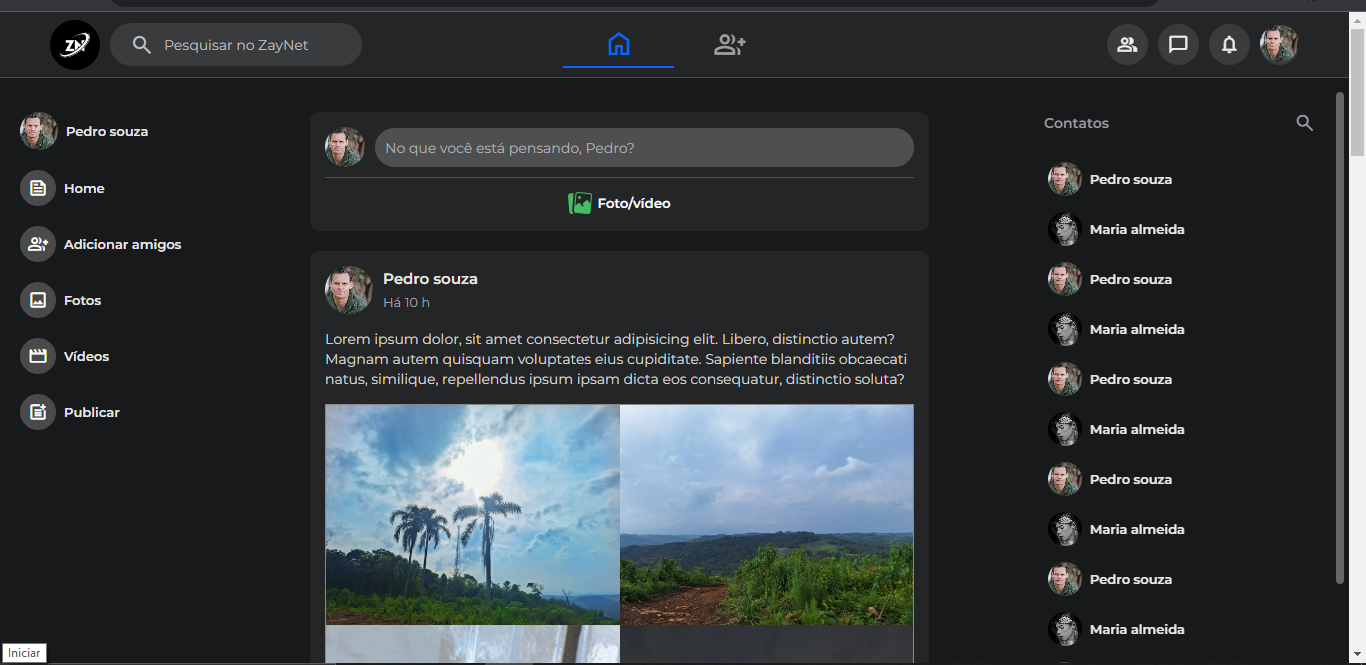 ZN
Pesquisar no ZayNet
Pedro souza
Home
Adicionar amigos
Fotos
Vídeos
Publicar
No que você está pensando, Pedro?
Foto/vídeo
Pedro souza
Há 10 h
Lorem ipsum dolor, sit amet consectetur adipisicing elit. Libero, distinctio autem?
Magnam autem quisquam voluptates eius cupiditate. Sapiente blanditiis obcaecati
natus, similique, repellendus ipsum ipsam dicta eos consequatur, distinctio soluta?
Contatos
Pedro souza
Maria almeida
Pedro souza
Maria almeida
Pedro souza
Maria almeida
Pedro souza
Maria almeida
Pedro souza
Maria almeida
Iniciar